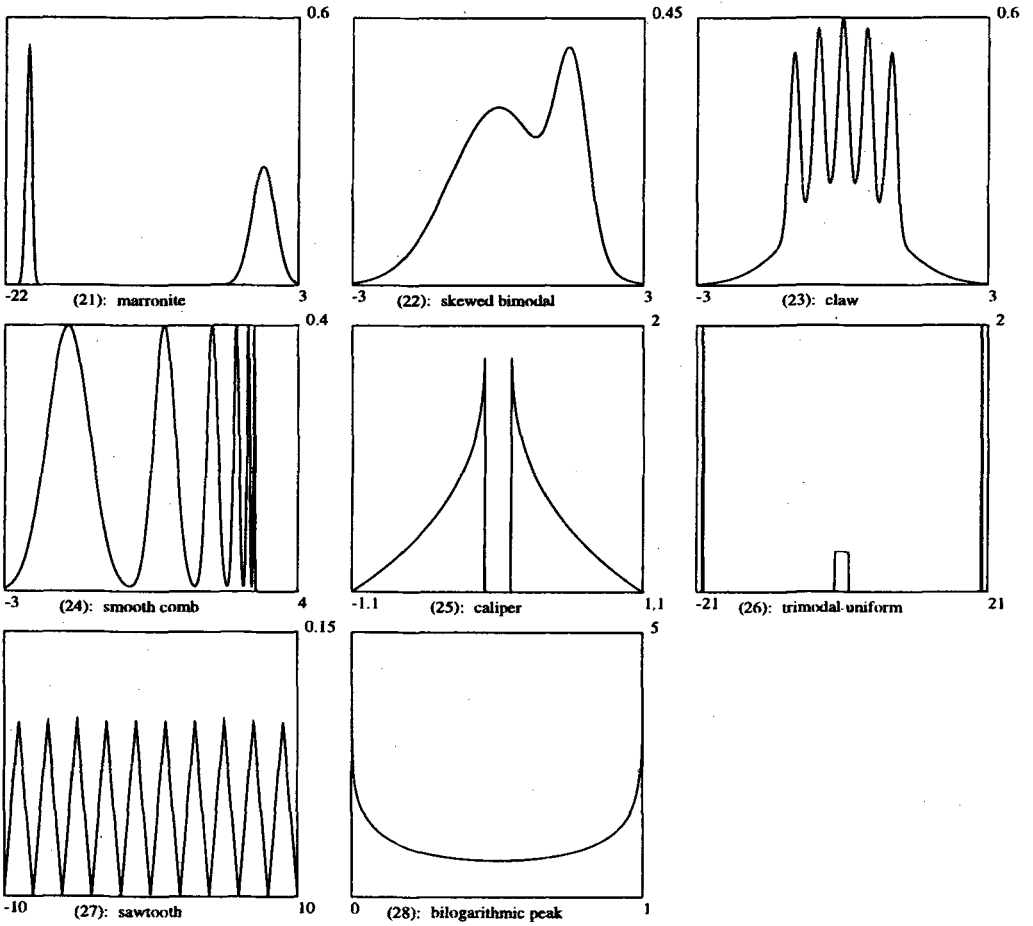 0.6 0.45 0.6
-22 (21): marronite 3 -3 (22): skewed bimodal 3 -3 (23): claw 3
0.4 2 2
-3 (24): smooth comb 4 -1.1 (25): caliper 1.1 -21 (26): trimodal uniform 21
0.15 5
-10 (27): sawtooth 10 0 (28): bilogarithmic peak 1